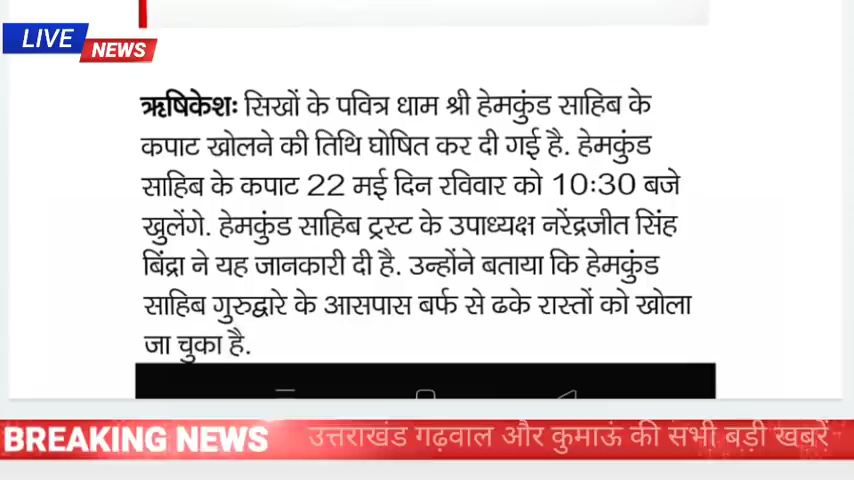 LIVE
NEWS
ऋषिकेशः सिखों के पवित्र धाम श्री हेमकुंड साहिब के
कपाट खोलने की तिथि घोषित कर दी गई है. हेमकुंड
साहिब के कपाट 22 मई दिन रविवार को 10:30 बजे
खुलेंगे. हेमकुंड साहिब ट्रस्ट के उपाध्यक्ष नरेंद्रजीत सिंह
बिंद्रा ने यह जानकारी दी है. उन्होंने बताया कि हेमकुंड
साहिब गुरुद्वारे के आसपास बर्फ से ढके रास्तों को खोला
जा चुका है.
BREAKING NEWS उत्तराखंड गढ़वाल और कुमाऊं की सभी बड़ी खबरें